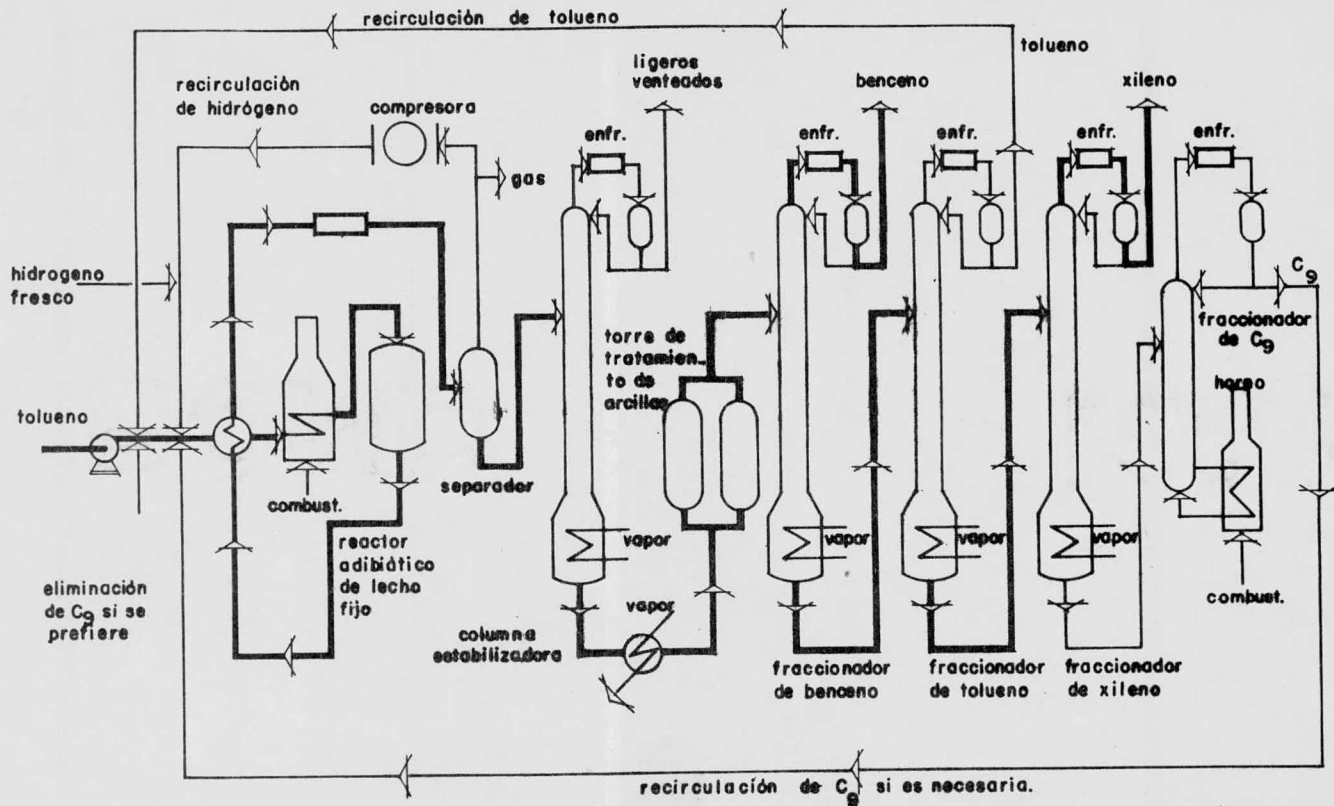 recirculación de tolueno
tolueno
ligeros
venteados
benceno
xileno
recirculación
de hidrógeno
compresora
enfr.
enfr.
enfr.
enfr.
enfr.
gas
hidrogeno
fresco
C9
fraccionador
de C9
torre de
tratamien_
to de
arcillas
horno
tolueno
separador
combust.
vapor
vapor
vapor
vapor
reactor
adibiático
de lecho
fijo
eliminación
de C9 si se
prefiere
vapor
combust.
columna
estabilizadora
fraccionador
de benceno
fraccionador
de tolueno
fraccionador
de xileno
recirculación de C9 si es necesaria.